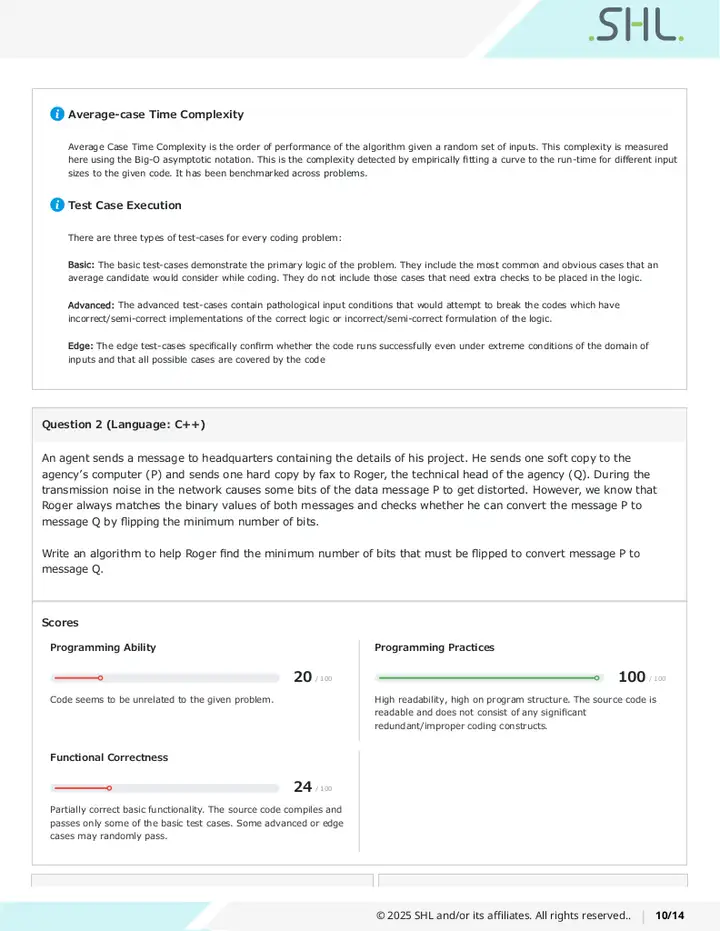 .SHL.
Average-case Time Complexity
Average Case Time Complexity is the order of performance of the algorithm given a random set of inputs. This complexity is measured
here using the Big-O asymptotic notation. This is the complexity detected by empirically fitting a curve to the run-time for different input
sizes to the given code. It has been benchmarked across problems.
Test Case Execution
There are three types of test-cases for every coding problem:
Basic: The basic test-cases demonstrate the primary logic of the problem. They include the most common and obvious cases that an
average candidate would consider while coding. They do not include those cases that need extra checks to be placed in the logic.
Advanced: The advanced test-cases contain pathological input conditions that would attempt to break the codes which have
incorrect/semi-correct implementations of the correct logic or incorrect/semi-correct formulation of the logic.
Edge: The edge test-cases specifically confirm whether the code runs successfully even under extreme conditions of the domain of
inputs and that all possible cases are covered by the code
Question 2 (Language: C++)
An agent sends a message to headquarters containing the details of his project. He sends one soft copy to the
agency's computer (P) and sends one hard copy by fax to Roger, the technical head of the agency (Q). During the
transmission noise in the network causes some bits of the data message P to get distorted. However, we know that
Roger always matches the binary values of both messages and checks whether he can convert the message P to
message Q by flipping the minimum number of bits.
Write an algorithm to help Roger find the minimum number of bits that must be flipped to convert message P to
message Q.
Scores
Programming Ability
20 / 100
Code seems to be unrelated to the given problem.
Programming Practices
100 / 100
High readability, high on program structure. The source code is
readable and does not consist of any significant
redundant/improper coding constructs.
Functional Correctness
24 / 100
Partially correct basic functionality. The source code compiles and
passes only some of the basic test cases. Some advanced or edge
cases may randomly pass.
© 2025 SHL and/or its affiliates. All rights reserved.. | 10/14